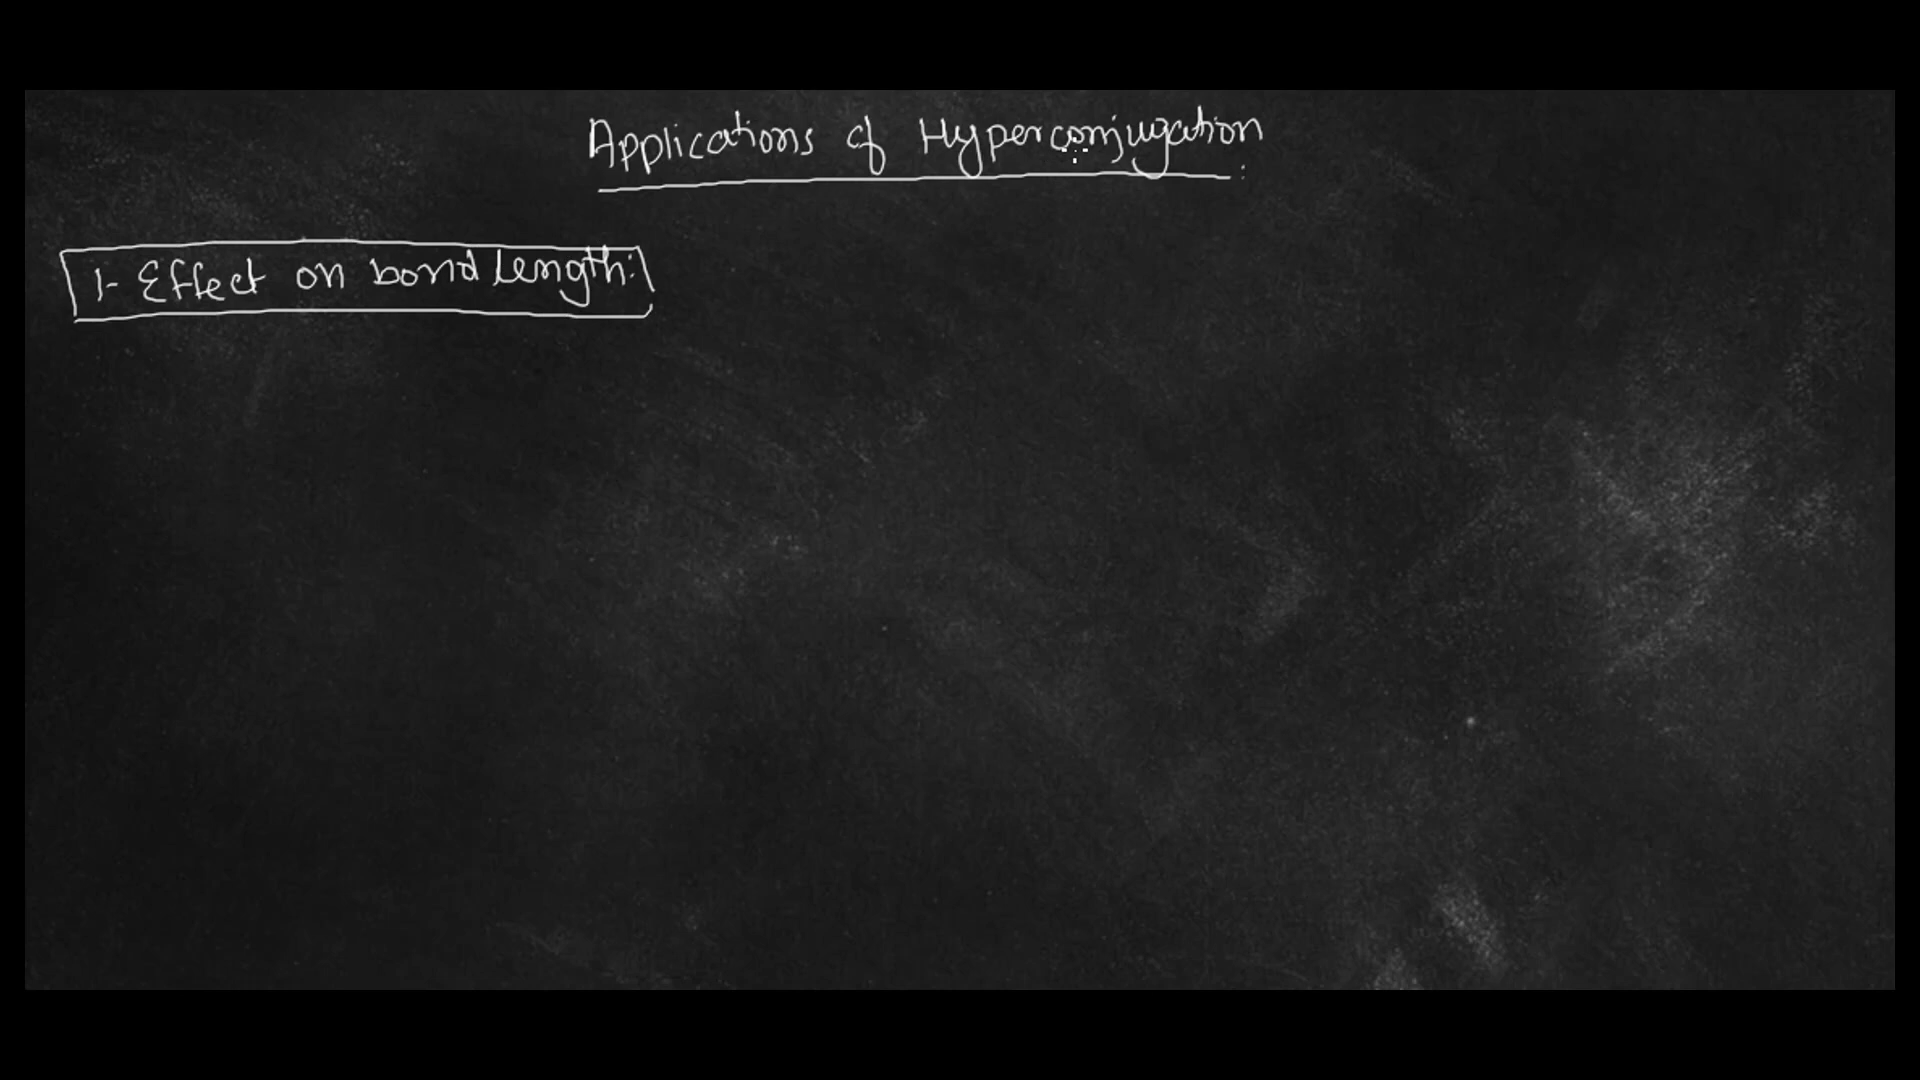 Applications of Hyperconjugation :
1- Effect on bond length: